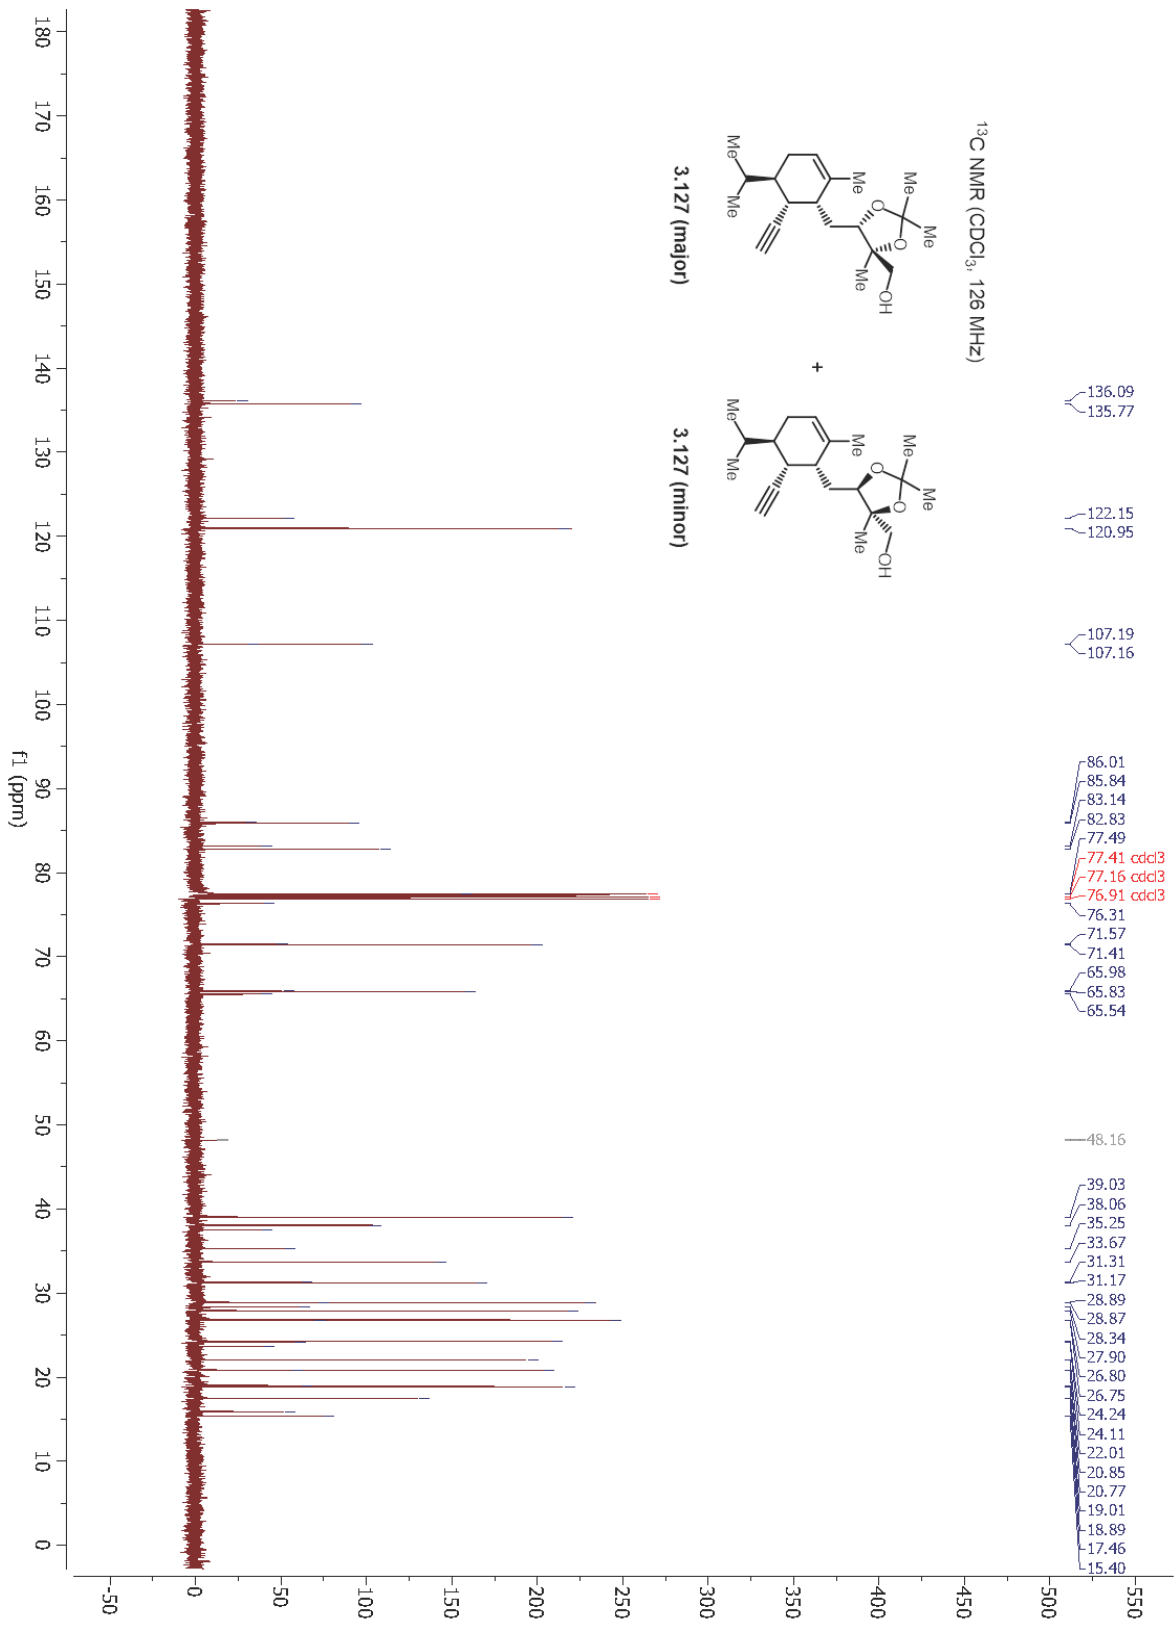 ¹³C NMR (CDCl₃, 126 MHz)
Me
Me
O
O
Me
Me
OH
Me
Me
3.127 (major)
+
Me
Me
O
O
Me
Me
OH
Me
Me
3.127 (minor)
136.09
135.77
122.15
120.95
107.19
107.16
86.01
85.84
83.14
82.83
77.49
77.41 cdcl3
77.16 cdcl3
76.91 cdcl3
76.31
71.57
71.41
65.98
65.83
65.54
48.16
39.03
38.06
35.25
33.67
31.31
31.17
28.89
28.87
28.34
27.90
26.80
26.75
24.24
24.11
22.01
20.85
20.77
19.01
18.89
17.46
15.40
550
500
450
400
350
300
250
200
150
100
50
0
-50
180 170 160 150 140 130 120 110 100 90 80 70 60 50 40 30 20 10 0
f1 (ppm)